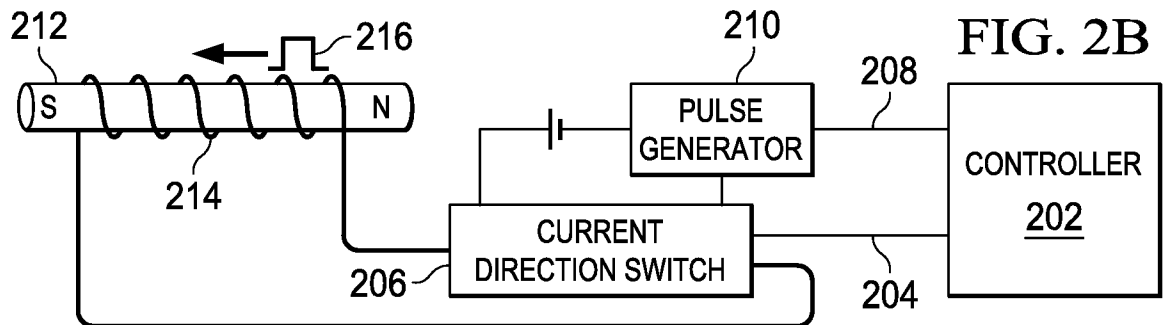 FIG. 2B
212
216
210
208
S
N
PULSE
GENERATOR
CONTROLLER
202
214
CURRENT
DIRECTION SWITCH
206
204